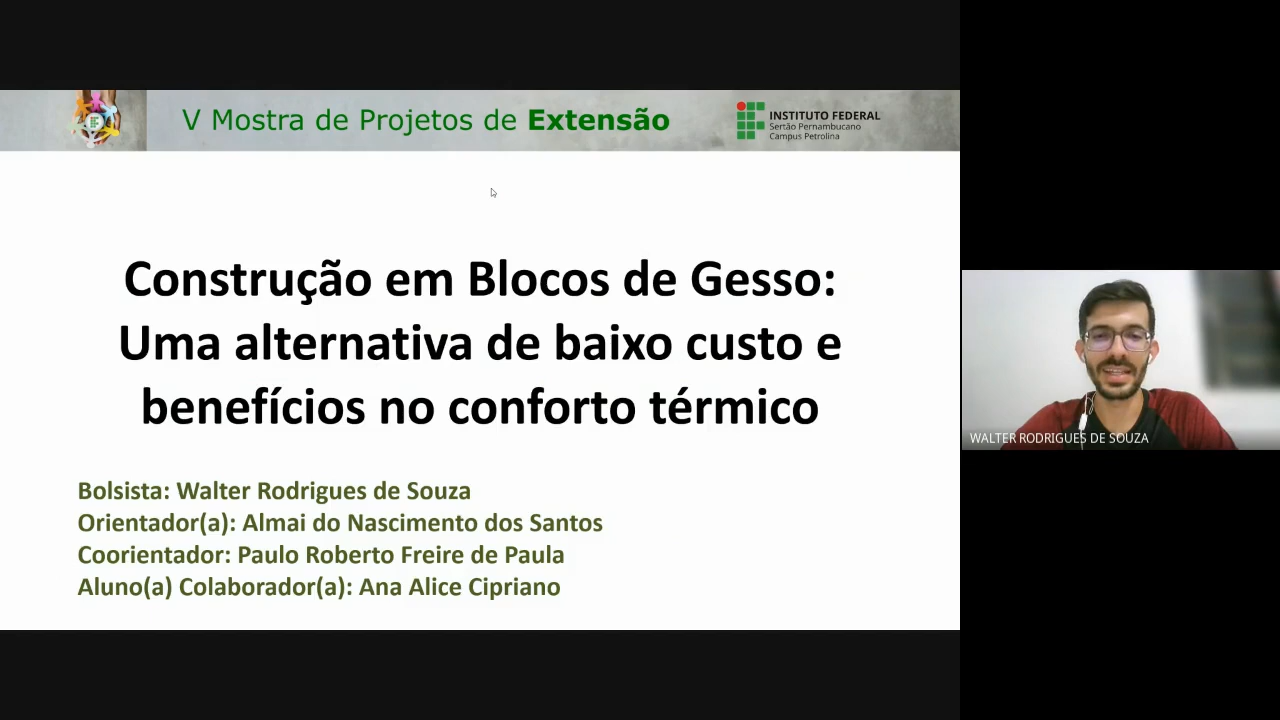 V Mostra de Projetos de Extensão
INSTITUTO FEDERAL
Sertão Pernambucano
Campus Petrolina
Construção em Blocos de Gesso:
Uma alternativa de baixo custo e
benefícios no conforto térmico
Bolsista: Walter Rodrigues de Souza
Orientador(a): Almai do Nascimento dos Santos
Coorientador: Paulo Roberto Freire de Paula
Aluno(a) Colaborador(a): Ana Alice Cipriano
WALTER RODRIGUES DE SOUZA